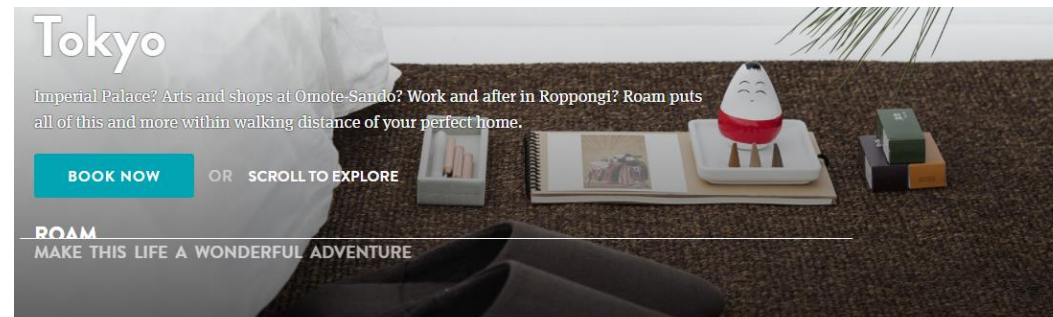 Tokyo
Imperial Palace? Arts and shops at Omote-Sando? Work and after in Roppongi? Roam puts
all of this and more within walking distance of your perfect home.
BOOK NOW OR SCROLL TO EXPLORE
ROAM
MAKE THIS LIFE A WONDERFUL ADVENTURE